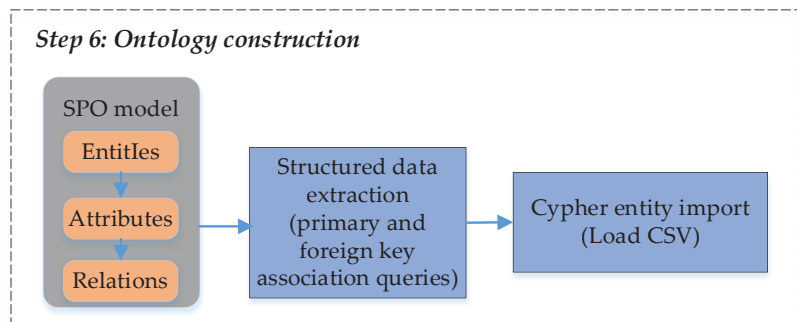 Step 6: Ontology construction
SPO model
EntitIes
Attributes
Relations
Structured data
extraction
(primary and
foreign key
association queries)
Cypher entity import
(Load CSV)